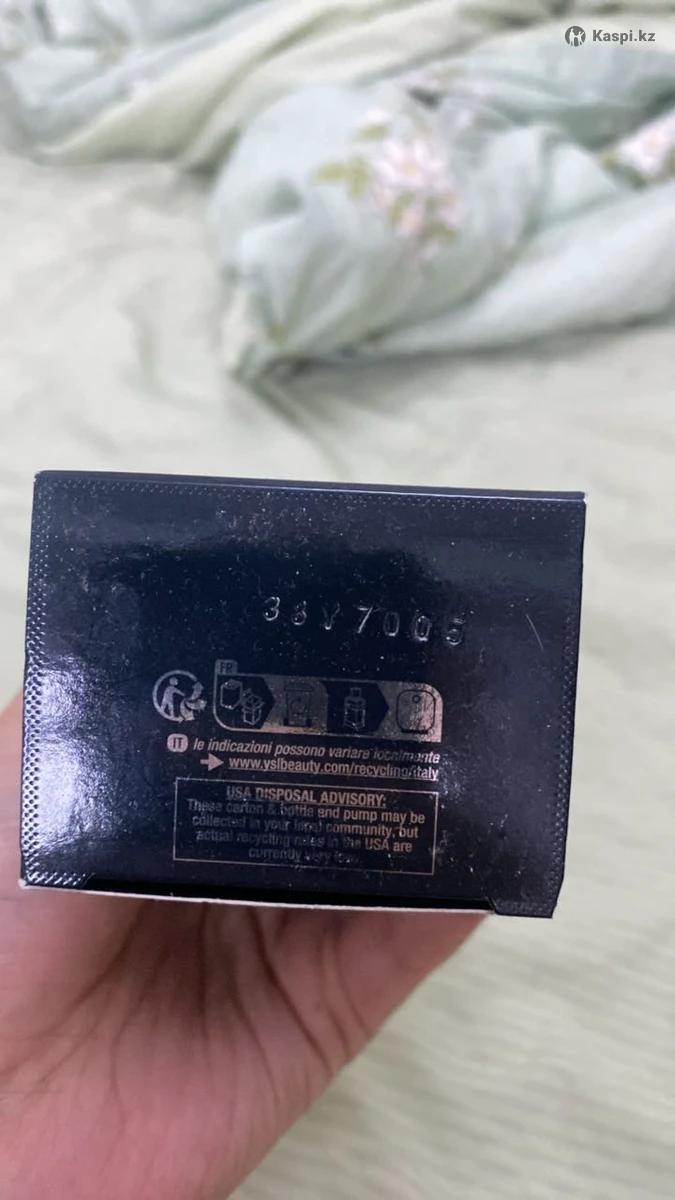 Kaspi.kz
38Y7005
FR
IT le indicazioni possono variare localmente
www.yslbeauty.com/recycling/italy
USA DISPOSAL ADVISORY:
These carton & bottle and pump may be
collected in your local community, but
actual recycling rates in the USA are
currently very low.